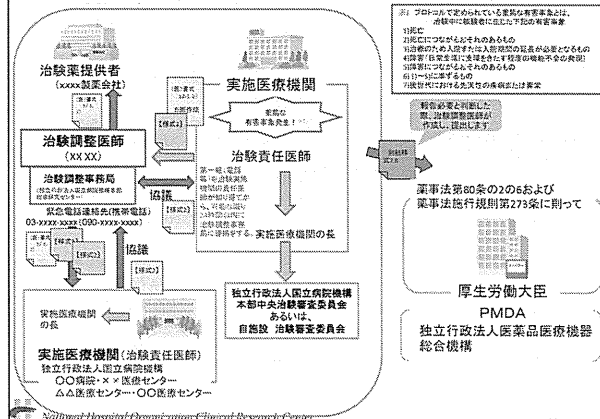 ※: プロトコルで定められている重篤な有害事象とは、
治験中に被験者に生じた下記の有害事象
1)死亡
2)死亡につながるおそれのあるもの
3)治療のため入院または入院期間の延長が必要となるもの
4)障害(日常生活に支障をきたす程度の機能不全の発現)
5)障害につながるおそれのあるもの
6) 1)～5)に準ずるもの
7)後世代における先天性の疾病または異常
治験薬提供者
(xxxx製薬会社)
実施医療機関
重篤な
有害事象発生!
【様式2】
治験調整医師
(xx xx)
治験責任医師
治験調整事務局
協議
第一報、電話
実施医療機関の長
緊急電話連絡先(携帯電話)
03-xxxx-xxxx(090-xxxx-xxxx)
協議
実施医療機関
の長
実施医療機関(治験責任医師)
独立行政法人国立病院機構
〇〇病院・××医療センター
△△医療センター・〇〇医療センター
独立行政法人国立病院機構
本部中央治験審査委員会
あるいは、
自施設 治験審査委員会
報告必要と判断した
際、治験調整医師が
作成し、提出します
薬事法第80条の2の6および
薬事法施行規則第273条に則って
厚生労働大臣
PMDA
独立行政法人医薬品医療機器
総合機構
National Hospital Organization Clinical Research Center